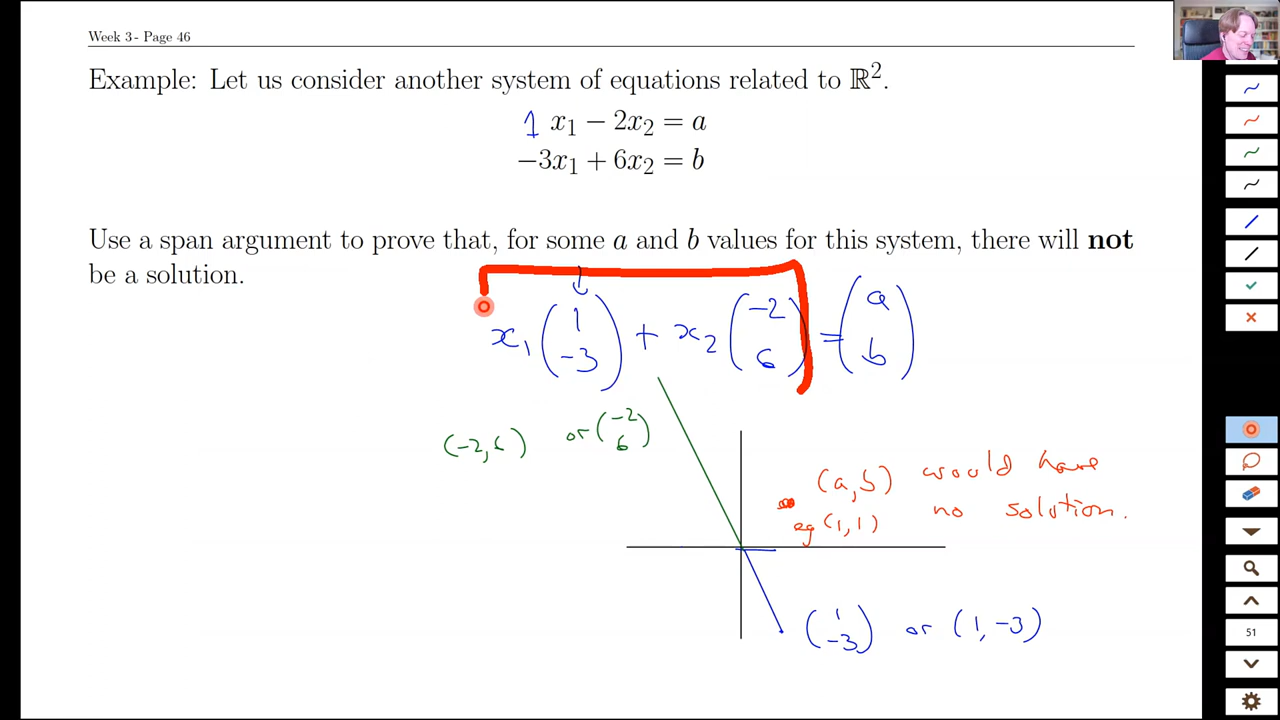 Week 3 - Page 46
Example: Let us consider another system of equations related to ℝ².
1 x₁ − 2x₂ = a
−3x₁ + 6x₂ = b
Use a span argument to prove that, for some a and b values for this system, there will not
be a solution.
x₁ (1 −3) + x₂ (−2 6) = (a b)
(−2, 6) or (−2 6)
(a, b) would have
eg (1, 1) no solution.
(1 −3) or (1, −3)
51